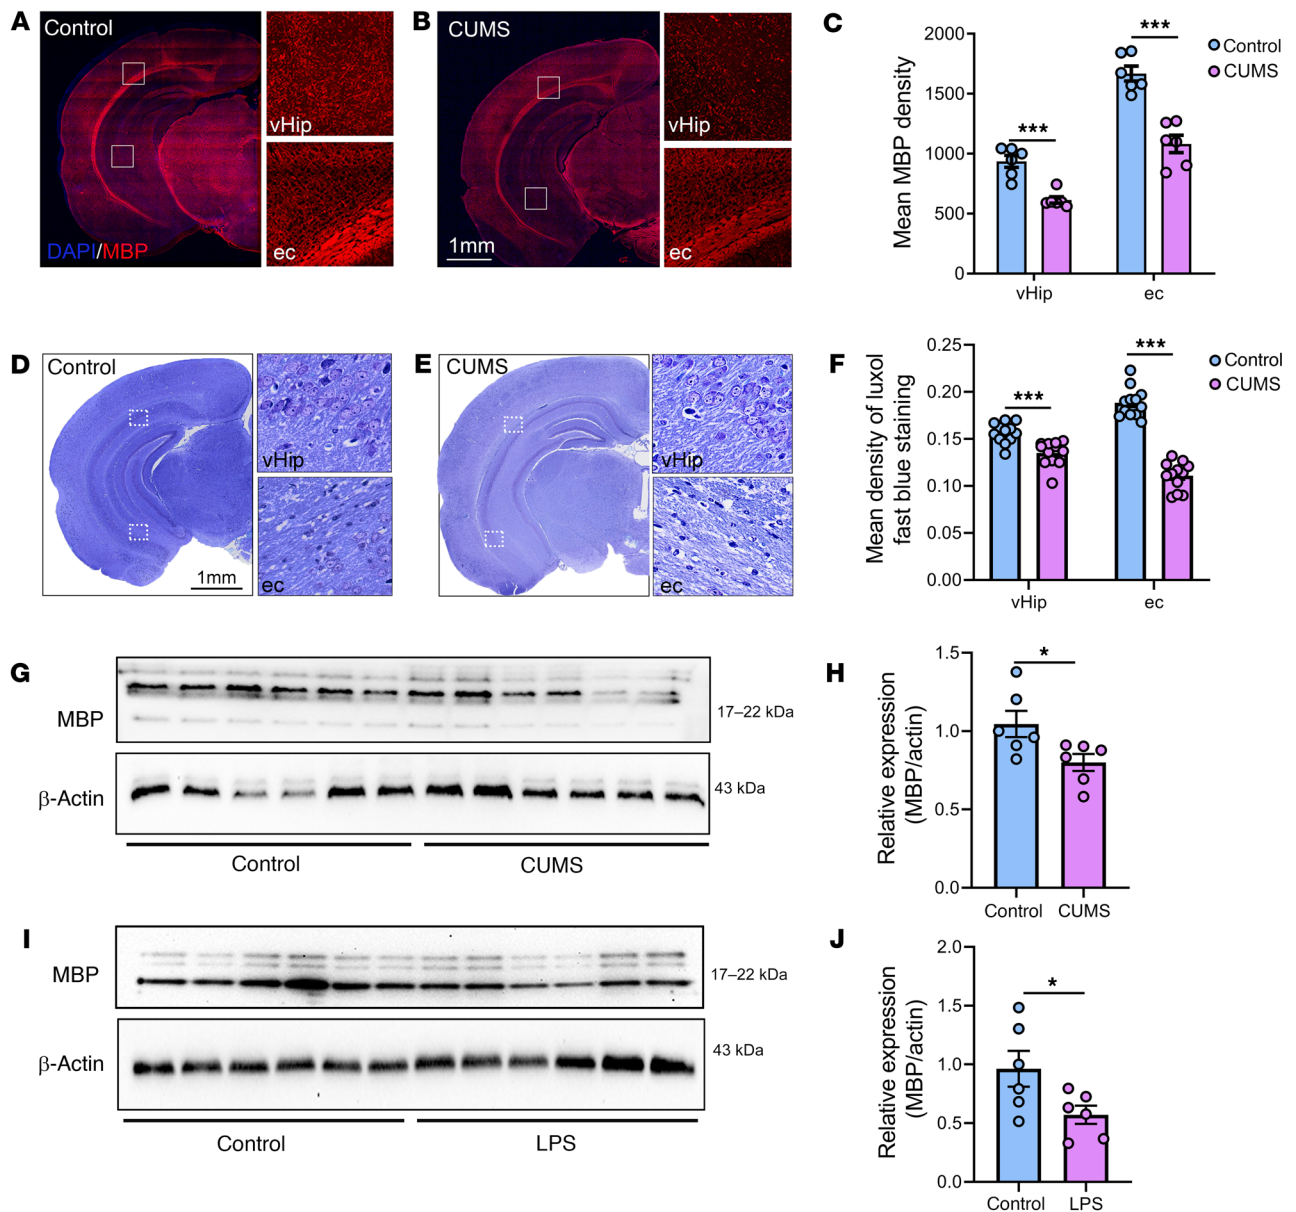 A
Control
vHip
ec
DAPI/MBP
B
CUMS
vHip
ec
1mm
C
Mean MBP density
2000
1500
1000
500
0
***
***
vHip
ec
Control
CUMS
D
Control
vHip
ec
1mm
E
CUMS
vHip
ec
F
Mean density of luxol
fast blue staining
0.25
0.20
0.15
0.10
0.05
0.00
***
***
vHip
ec
Control
CUMS
G
MBP
17–22 kDa
β-Actin
43 kDa
Control
CUMS
H
Relative expression
(MBP/actin)
1.5
1.0
0.5
0.0
*
Control
CUMS
I
MBP
17–22 kDa
β-Actin
43 kDa
Control
LPS
J
Relative expression
(MBP/actin)
2.0
1.5
1.0
0.5
0.0
*
Control
LPS